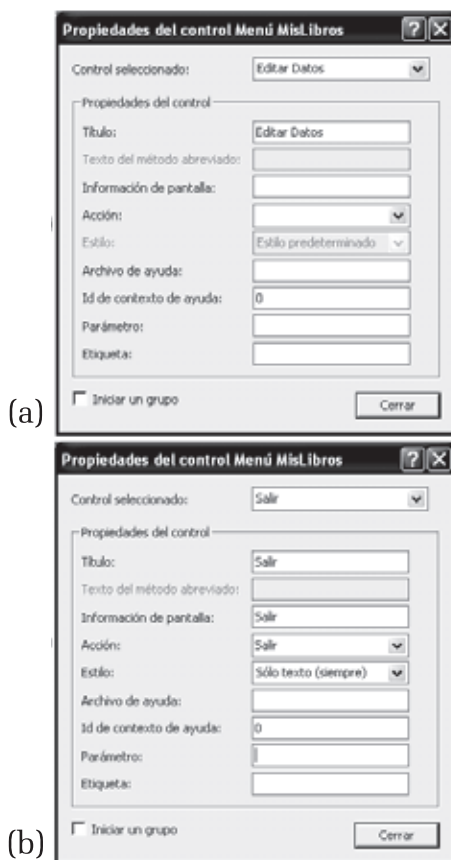 Propiedades del control Menú MisLibros
Control seleccionado: Editar Datos
Propiedades del control
Título: Editar Datos
Texto del método abreviado:
Información de pantalla:
Acción:
Estilo: Estilo predeterminado
Archivo de ayuda:
Id de contexto de ayuda: 0
Parámetro:
Etiqueta:
Iniciar un grupo Cerrar
(a)
Propiedades del control Menú MisLibros
Control seleccionado: Salir
Propiedades del control
Título: Salir
Texto del método abreviado:
Información de pantalla: Salir
Acción: Salir
Estilo: Sólo texto (siempre)
Archivo de ayuda:
Id de contexto de ayuda: 0
Parámetro:
Etiqueta:
Iniciar un grupo Cerrar
(b)